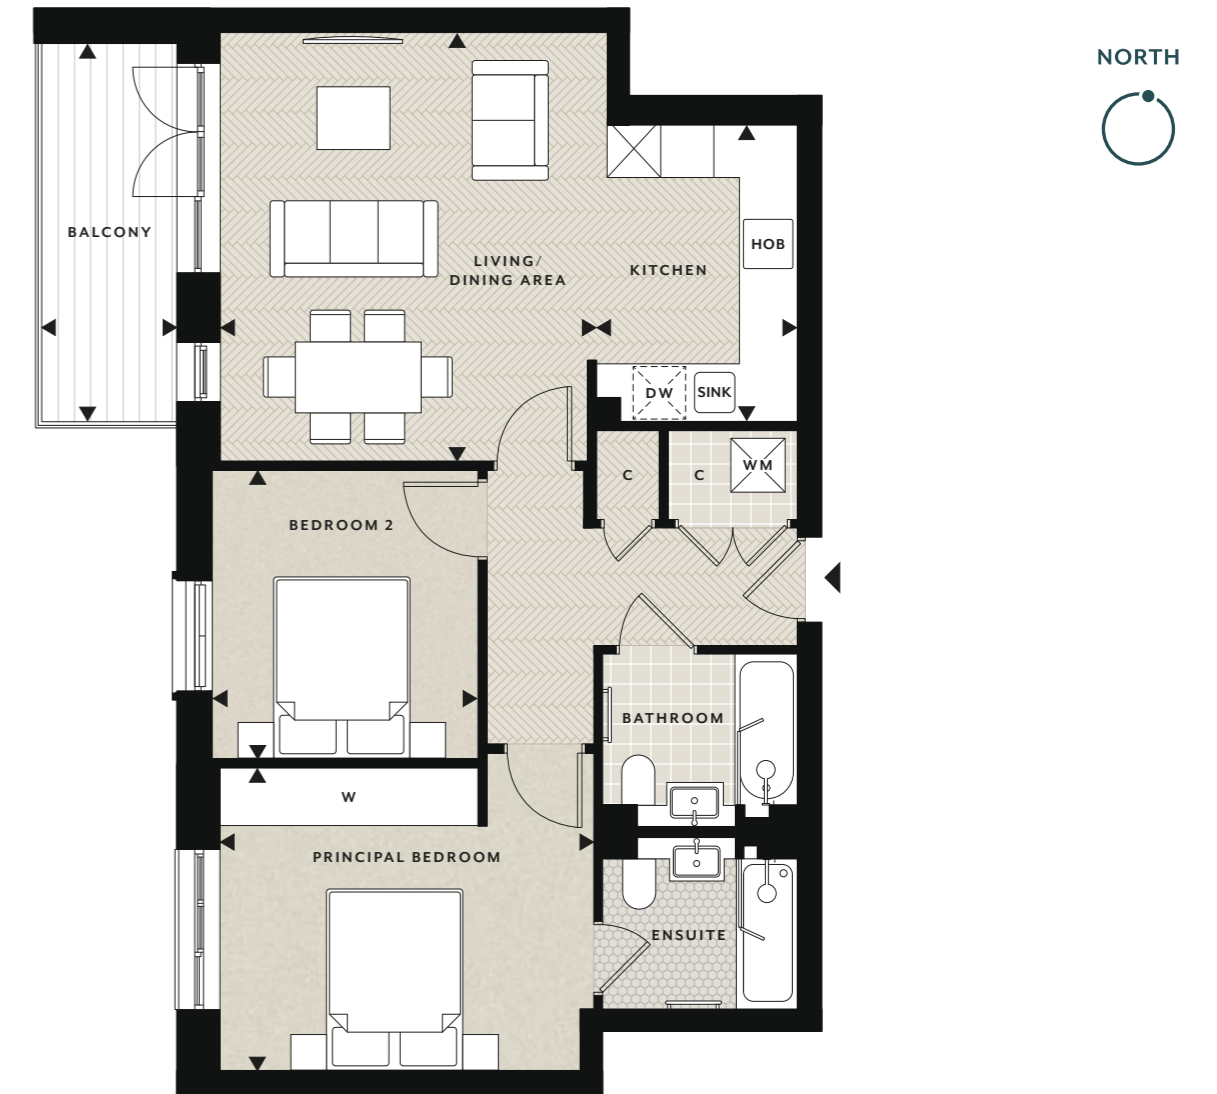 NORTH
BALCONY
LIVING/
DINING AREA
KITCHEN
HOB
DW
SINK
C
C
WM
BEDROOM 2
BATHROOM
W
PRINCIPAL BEDROOM
ENSUITE